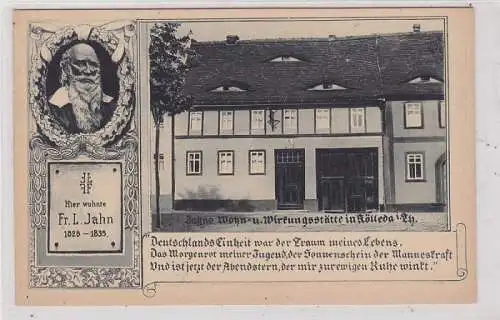 Hier wohnte
Fr. L. Jahn
1828 – 1835.
Jahns Wohn- u. Wirkungsstätte in Kölleda i. Th.
"Deutschlands Einheit war der Traum meines Lebens.
Das Morgenrot meiner Jugend, der Sonnenschein der Manneskraft
Und ist jetzt der Abendstern, der mir zur ewigen Ruhe winkt."